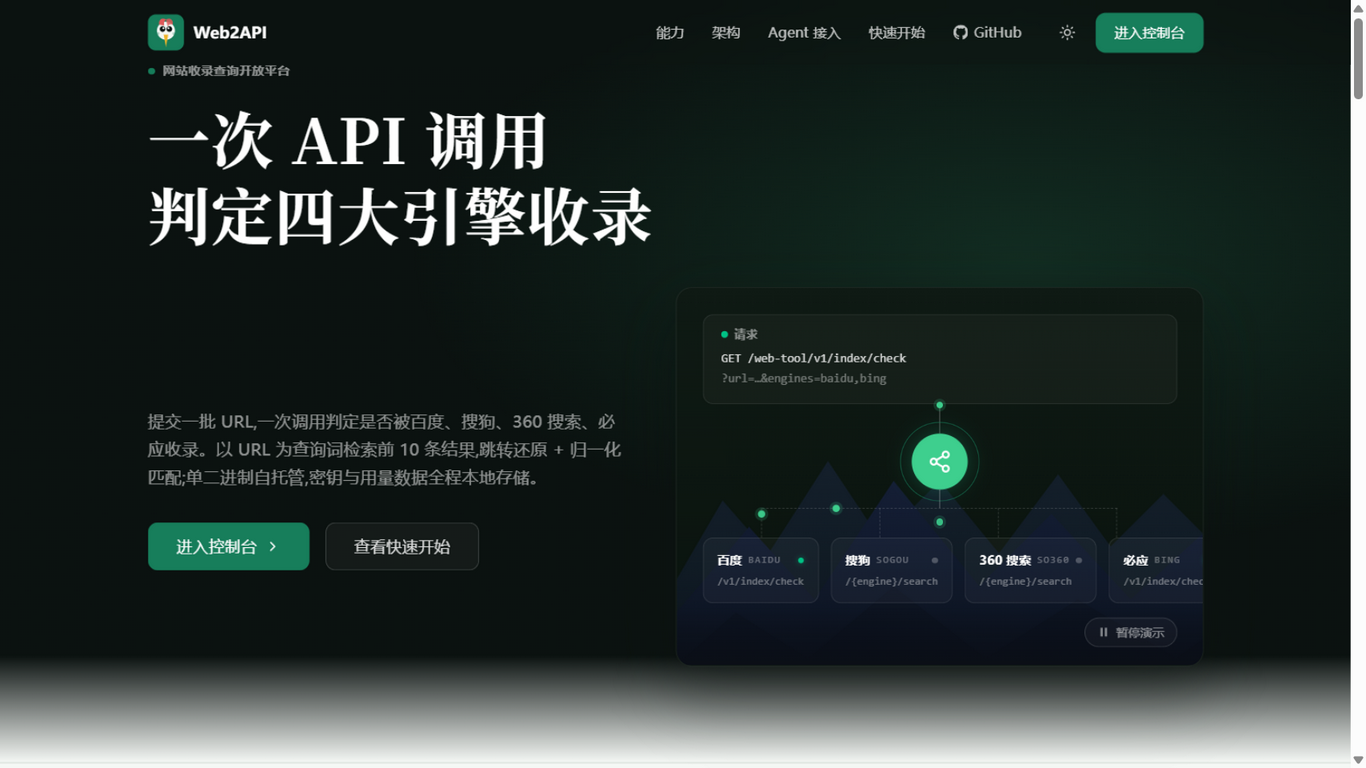 Web2API
能力
架构
Agent 接入
快速开始
GitHub
进入控制台
网站收录查询开放平台
一次 API 调用
判定四大引擎收录
请求
GET /web-tool/v1/index/check
?url=…&engines=baidu,bing
提交一批 URL,一次调用判定是否被百度、搜狗、360 搜索、必
应收录。以 URL 为查询词检索前 10 条结果,跳转还原 + 归一化
匹配;单二进制自托管,密钥与用量数据全程本地存储。
进入控制台
查看快速开始
百度 BAIDU
/v1/index/check
搜狗 SOGOU
/{engine}/search
360 搜索 SO360
/{engine}/search
必应 BING
/v1/index/chec
暂停演示